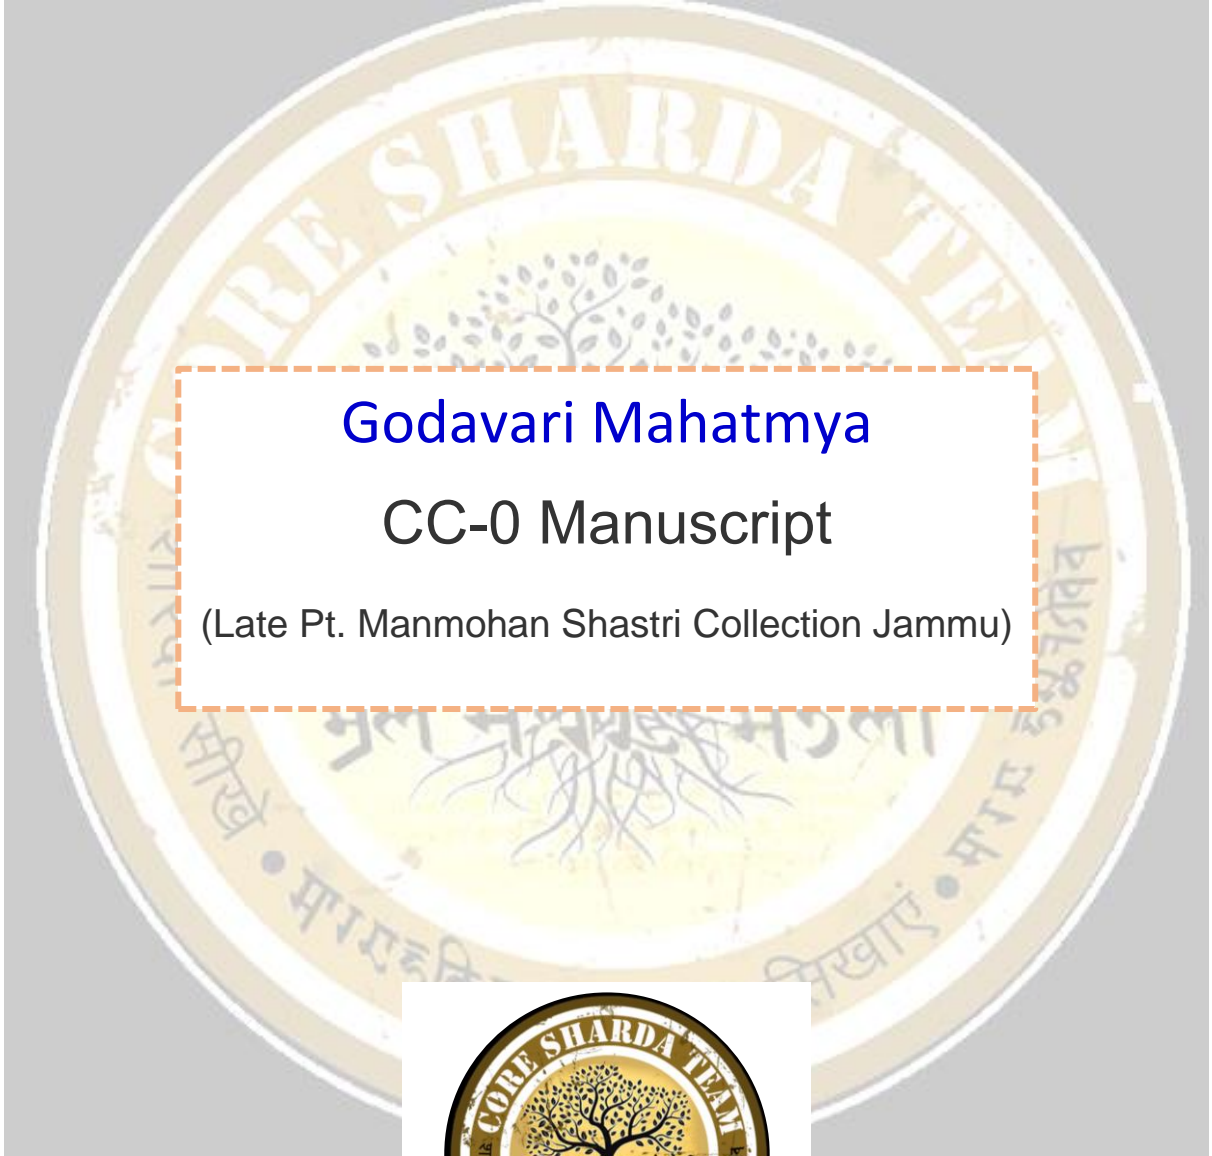 CORE SHARDA TEAM
Godavari Mahatmya
CC-0 Manuscript
(Late Pt. Manmohan Shastri Collection Jammu)
सीखें
सिखाएं
CORE SHARDA TEAM